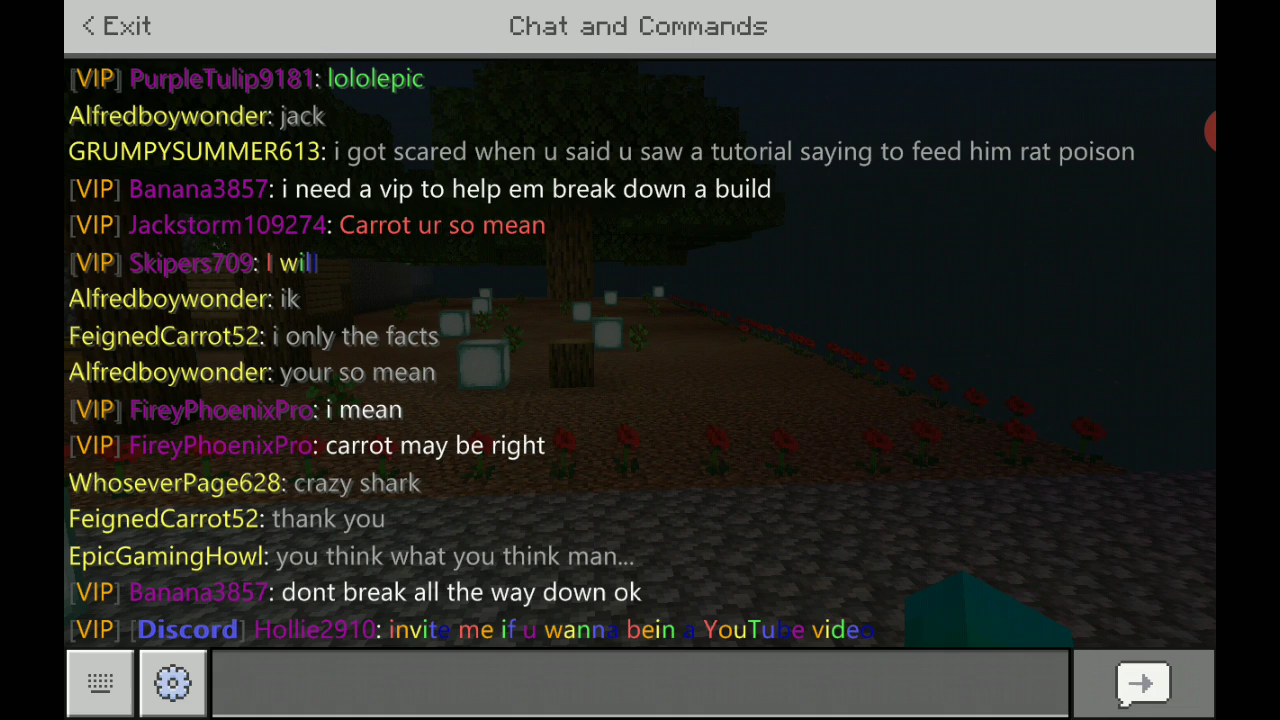 < Exit
Chat and Commands
[VIP] PurpleTulip9181: lololepic
Alfredboywonder: jack
GRUMPYSUMMER613: i got scared when u said u saw a tutorial saying to feed him rat poison
[VIP] Banana3857: i need a vip to help em break down a build
[VIP] Jackstorm109274: Carrot ur so mean
[VIP] Skipers709: I will
Alfredboywonder: ik
FeignedCarrot52: i only the facts
Alfredboywonder: your so mean
[VIP] FireyPhoenixPro: i mean
[VIP] FireyPhoenixPro: carrot may be right
WhoseverPage628: crazy shark
FeignedCarrot52: thank you
EpicGamingHowl: you think what you think man...
[VIP] Banana3857: dont break all the way down ok
[VIP] [Discord] Hollie2910: invite me if u wanna bein a YouTube video